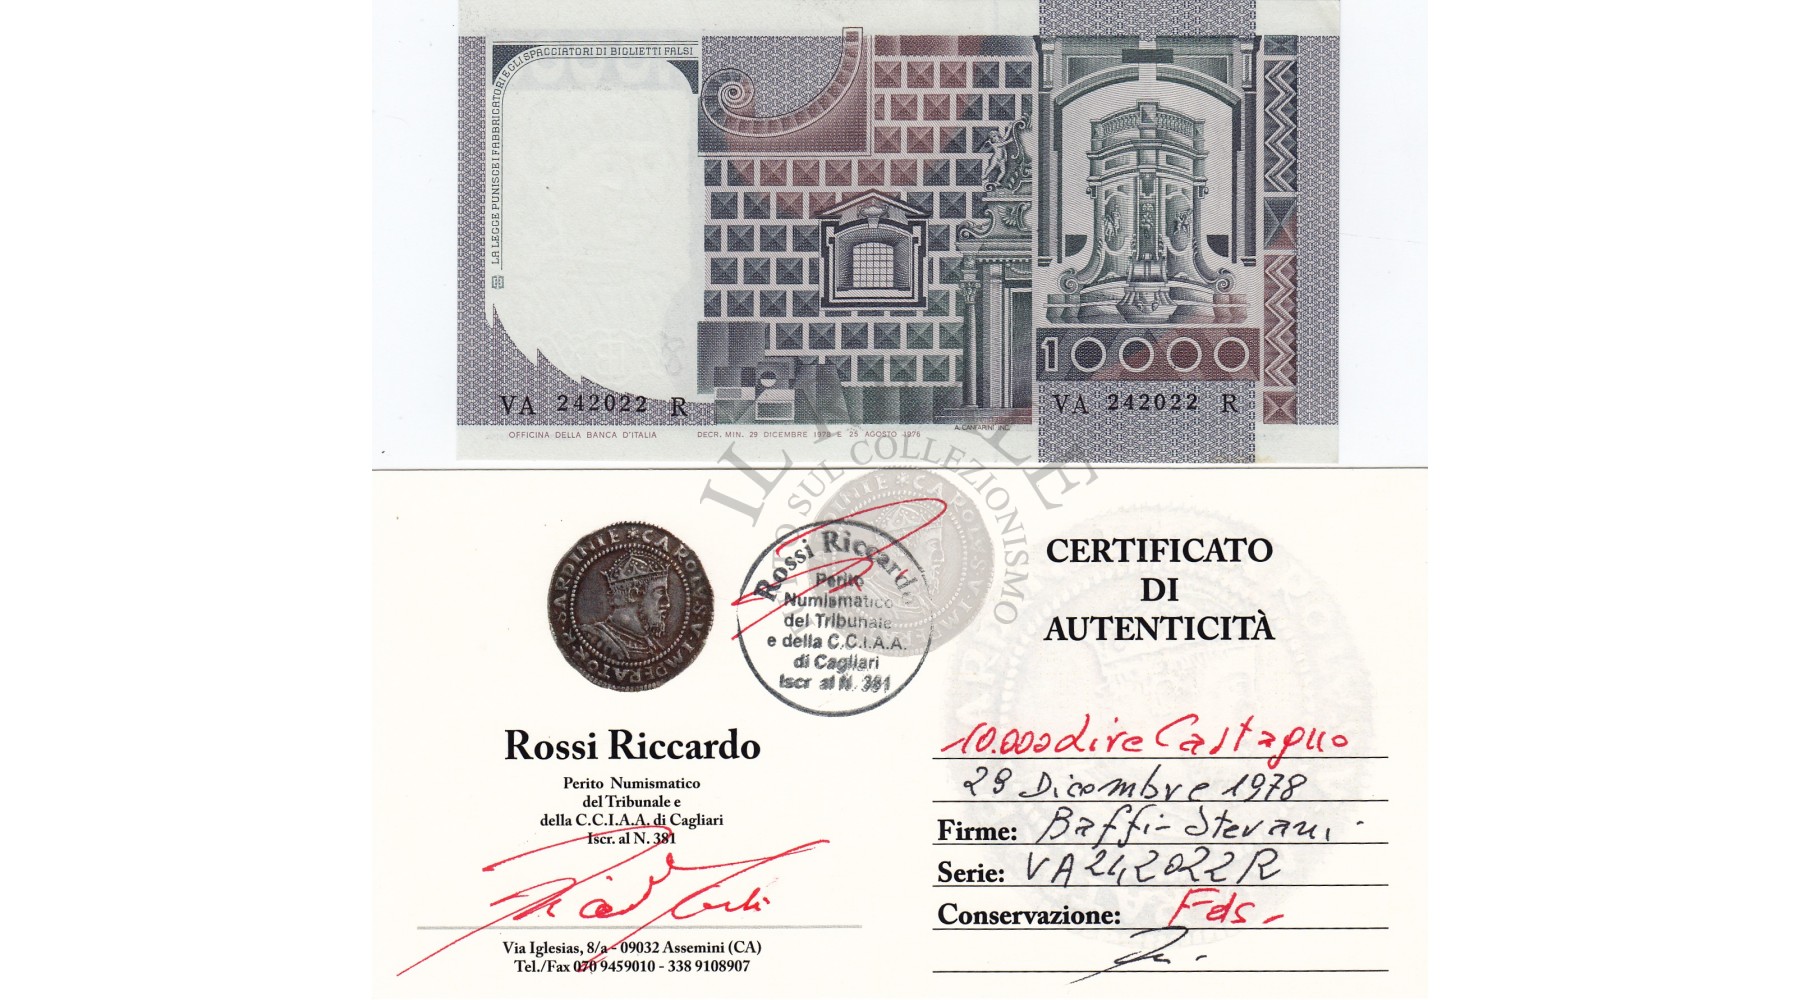 LA LEGGE PUNISCE I FABBRICATORI E GLI SPACCIATORI DI BIGLIETTI FALSI
10000
VA 242022 R
VA 242022 R
OFFICINA DELLA BANCA D'ITALIA
DECR. MIN. 29 DICEMBRE 1978 E 25 AGOSTO 1976
A. CANFARINI INC.
SUL COLLEZIONISMO
SARDINIE * CAROLVS V IMPERATOR
Rossi Riccardo
Perito
Numismatico
del Tribunale
e della C.C.I.A.A.
di Cagliari
Iscr al N. 381
CERTIFICATO
DI
AUTENTICITÀ
Rossi Riccardo
Perito Numismatico
del Tribunale e
della C.C.I.A.A. di Cagliari
Iscr. al N. 381
Via Iglesias, 8/a - 09032 Assemini (CA)
Tel./Fax 070 9459010 - 338 9108907
10.000 Lire Castagno
29 Dicembre 1978
Firme: Baffi - Stevani
Serie: VA242022R
Conservazione: Fds.